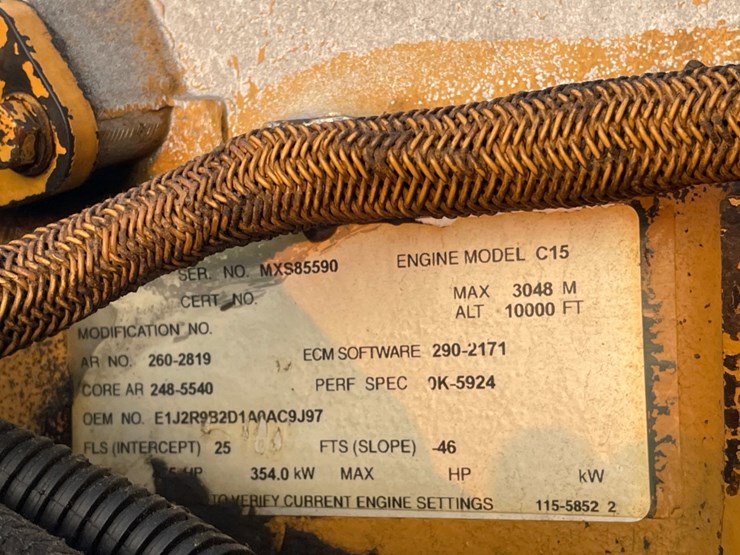 SER. NO. MXS85590 ENGINE MODEL C15
CERT NO. MAX 3048 M
ALT 10000 FT
MODIFICATION NO.
AR NO. 260-2819 ECM SOFTWARE 290-2171
CORE AR 248-5540 PERF SPEC 0K-5924
OEM NO. E1J2R9B2D1A0AC9J97
FLS (INTERCEPT) 25 FTS (SLOPE) -46
HP 354.0 kW MAX HP kW
TO VERIFY CURRENT ENGINE SETTINGS 115-5852 2